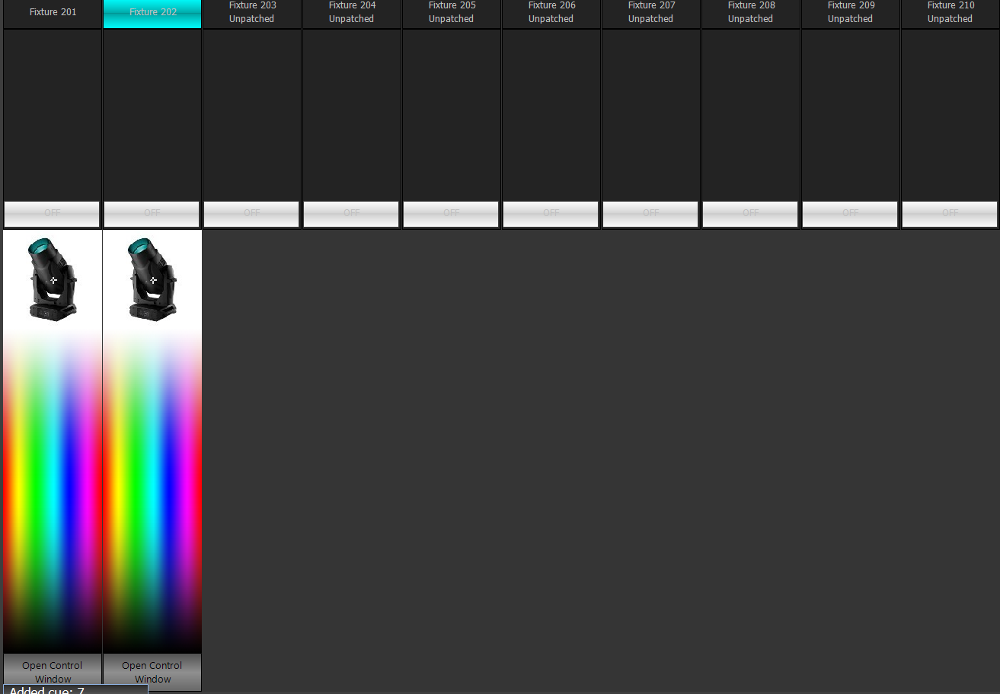 Fixture 201
Fixture 202
Fixture 203
Unpatched
Fixture 204
Unpatched
Fixture 205
Unpatched
Fixture 206
Unpatched
Fixture 207
Unpatched
Fixture 208
Unpatched
Fixture 209
Unpatched
Fixture 210
Unpatched
OFF
OFF
OFF
OFF
OFF
OFF
OFF
OFF
OFF
OFF
Open Control
Window
Open Control
Window
Added cue: 7